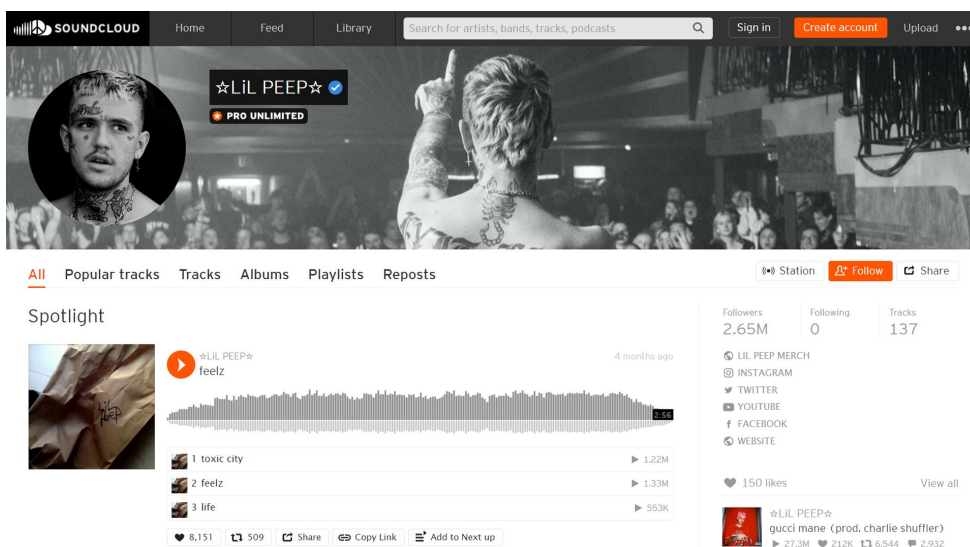 SOUNDCLOUD Home Feed Library Search for artists, bands, tracks, podcasts Sign in Create account Upload
☆LiL PEEP☆
PRO UNLIMITED
All Popular tracks Tracks Albums Playlists Reposts Station Follow Share
Spotlight
☆LiL PEEP☆ 4 months ago
feelz
2:56
1 toxic city 1.22M
2 feelz 1.33M
3 life 553K
8,151 509 Share Copy Link Add to Next up
Followers Following Tracks
2.65M 0 137
LIL PEEP MERCH
INSTAGRAM
TWITTER
YOUTUBE
FACEBOOK
WEBSITE
150 likes View all
☆LiL PEEP☆
gucci mane (prod. charlie shuffler)
27.3M 212K 6,544 2,932